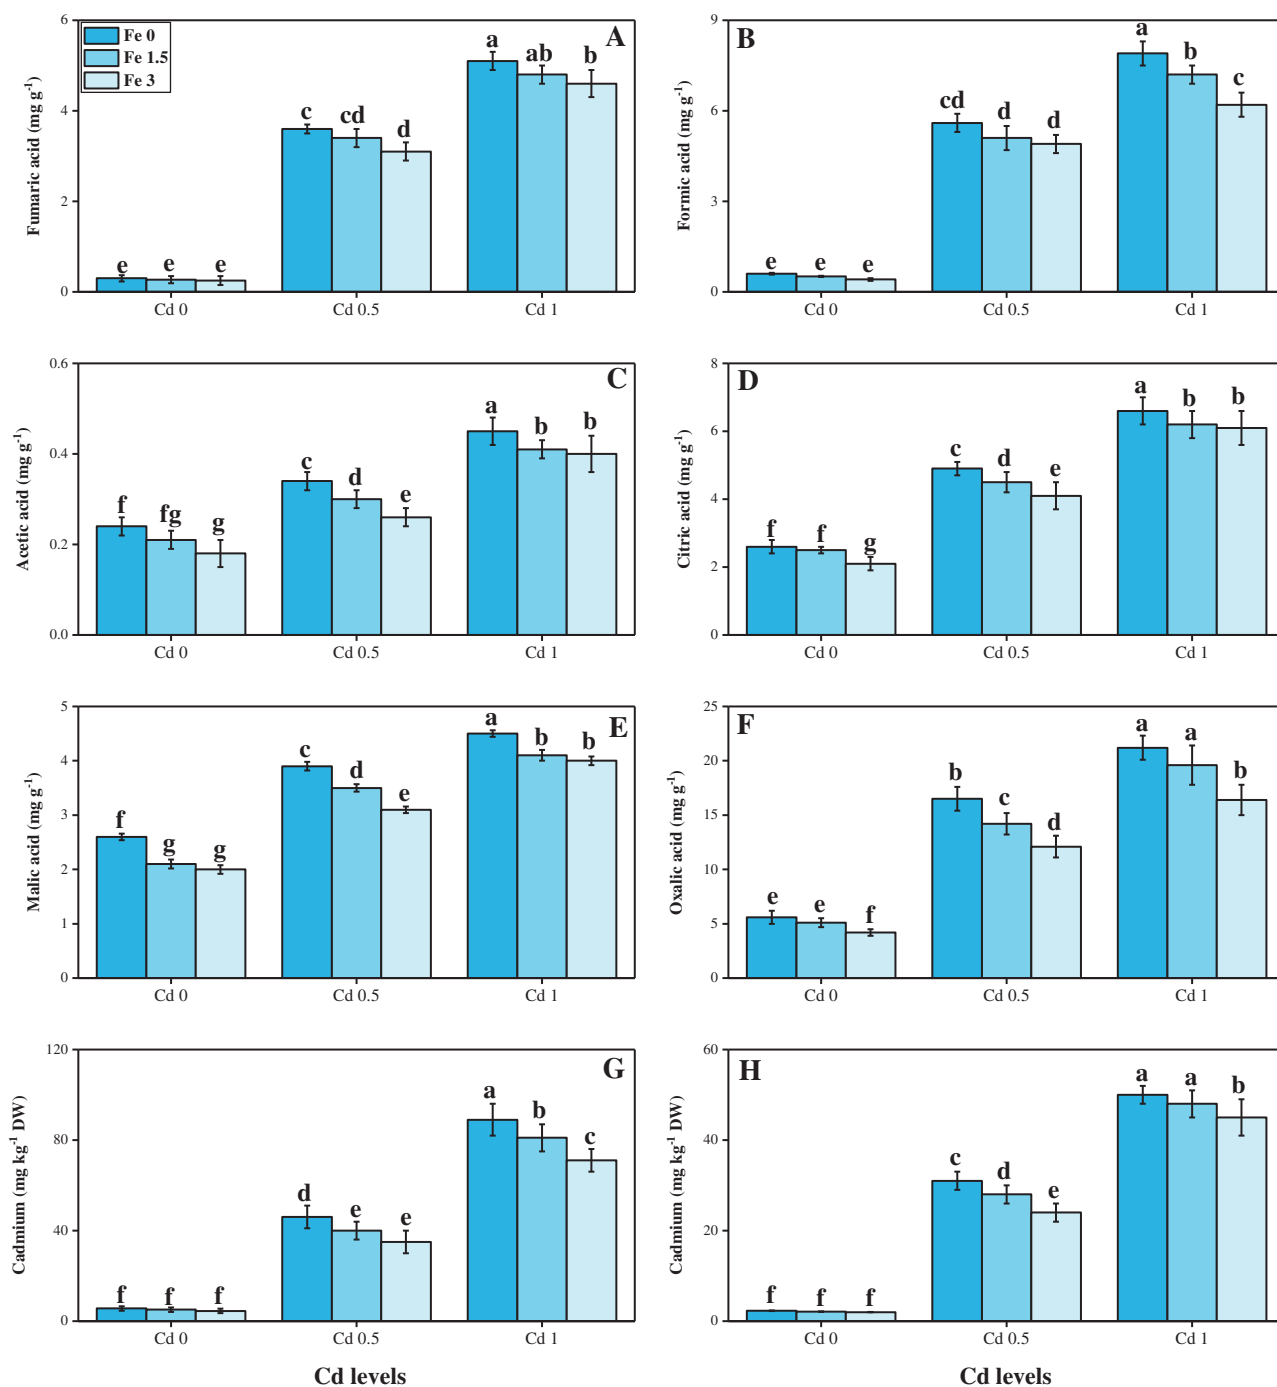 Fe 0
Fe 1.5
Fe 3
A
Fumaric acid (mg g⁻¹)
6
4
2
0
e e e
c cd d
a ab b
Cd 0 Cd 0.5 Cd 1
B
Formic acid (mg g⁻¹)
9
6
3
0
e e e
cd d d
a b c
Cd 0 Cd 0.5 Cd 1
C
Acetic acid (mg g⁻¹)
0.6
0.4
0.2
0.0
f fg g
c d e
a b b
Cd 0 Cd 0.5 Cd 1
D
Citric acid (mg g⁻¹)
8
6
4
2
0
f f g
c d e
a b b
Cd 0 Cd 0.5 Cd 1
E
Malic acid (mg g⁻¹)
5
4
3
2
1
0
f g g
c d e
a b b
Cd 0 Cd 0.5 Cd 1
F
Oxalic acid (mg g⁻¹)
25
20
15
10
5
0
e e f
b c d
a a b
Cd 0 Cd 0.5 Cd 1
G
Cadmium (mg kg⁻¹ DW)
120
80
40
0
f f f
d e e
a b c
Cd 0 Cd 0.5 Cd 1
Cd levels
H
Cadmium (mg kg⁻¹ DW)
60
40
20
0
f f f
c d e
a a b
Cd 0 Cd 0.5 Cd 1
Cd levels